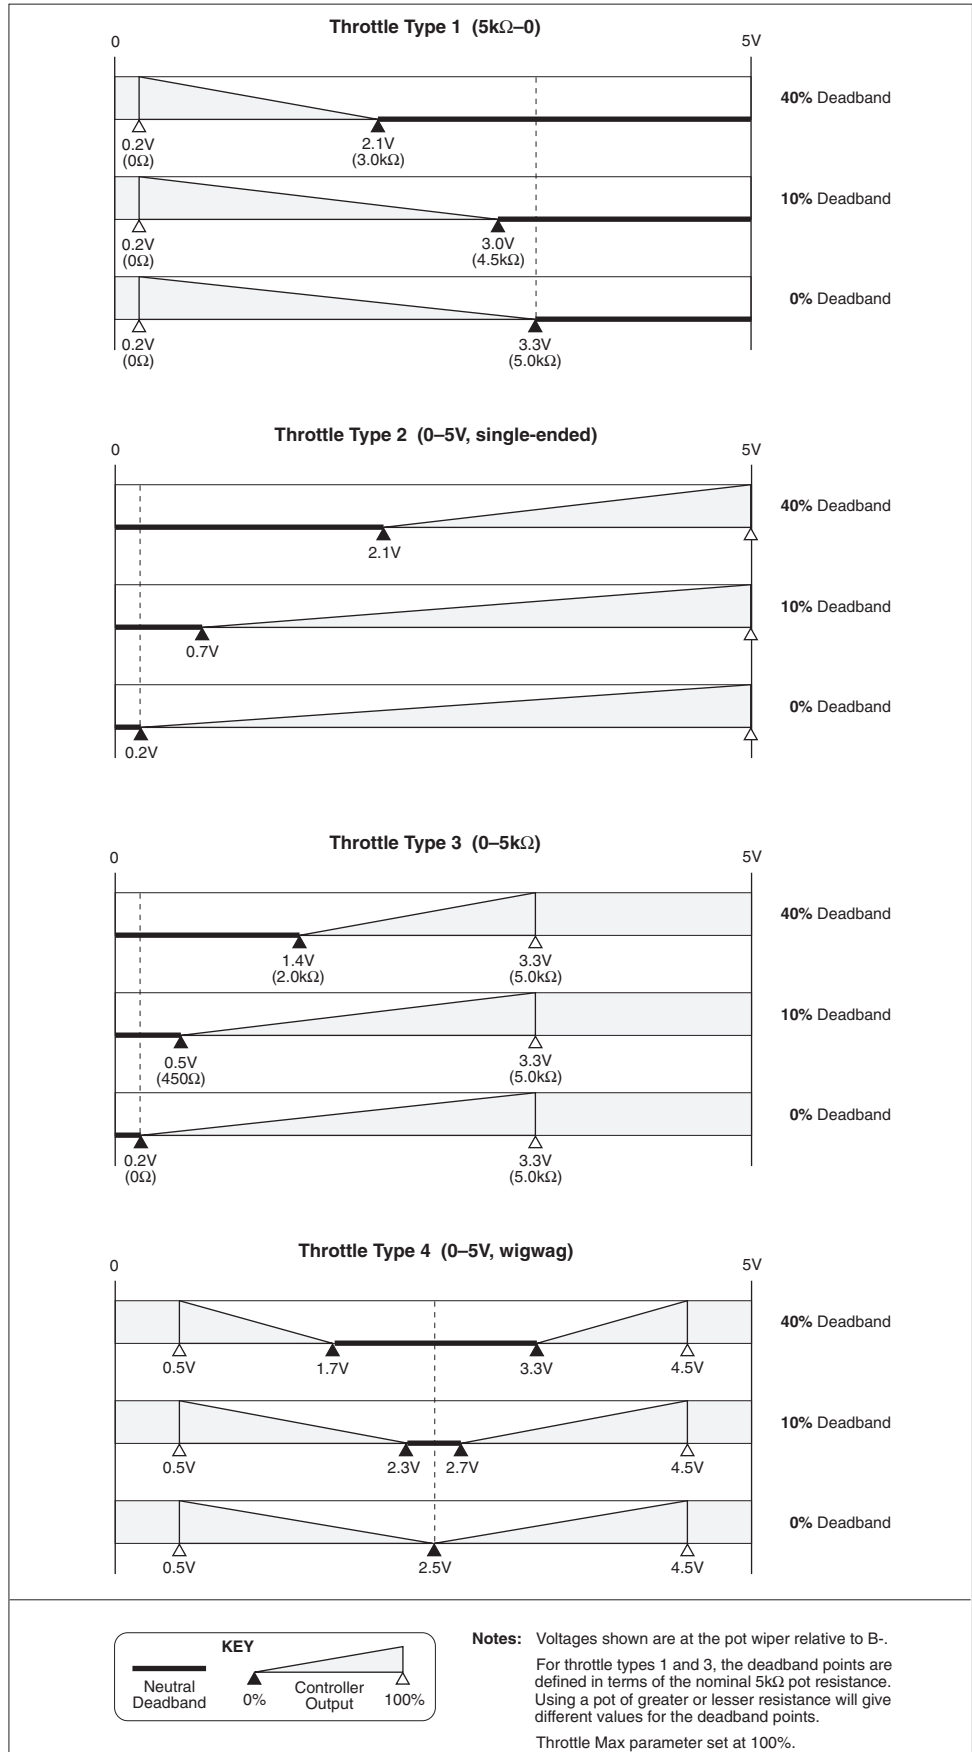 Throttle Type 1 (5kΩ–0)
0 5V
40% Deadband
0.2V 2.1V
(0Ω) (3.0kΩ)
10% Deadband
0.2V 3.0V
(0Ω) (4.5kΩ)
0% Deadband
0.2V 3.3V
(0Ω) (5.0kΩ)
Throttle Type 2 (0–5V, single-ended)
0 5V
40% Deadband
2.1V
10% Deadband
0.7V
0% Deadband
0.2V
Throttle Type 3 (0–5kΩ)
0 5V
40% Deadband
1.4V 3.3V
(2.0kΩ) (5.0kΩ)
10% Deadband
0.5V 3.3V
(450Ω) (5.0kΩ)
0% Deadband
0.2V 3.3V
(0Ω) (5.0kΩ)
Throttle Type 4 (0–5V, wigwag)
0 5V
40% Deadband
0.5V 1.7V 3.3V 4.5V
10% Deadband
0.5V 2.3V 2.7V 4.5V
0% Deadband
0.5V 2.5V 4.5V
KEY
Neutral
Deadband
0% Controller 100%
Output
Notes: Voltages shown are at the pot wiper relative to B-.
For throttle types 1 and 3, the deadband points are
defined in terms of the nominal 5kΩ pot resistance.
Using a pot of greater or lesser resistance will give
different values for the deadband points.
Throttle Max parameter set at 100%.